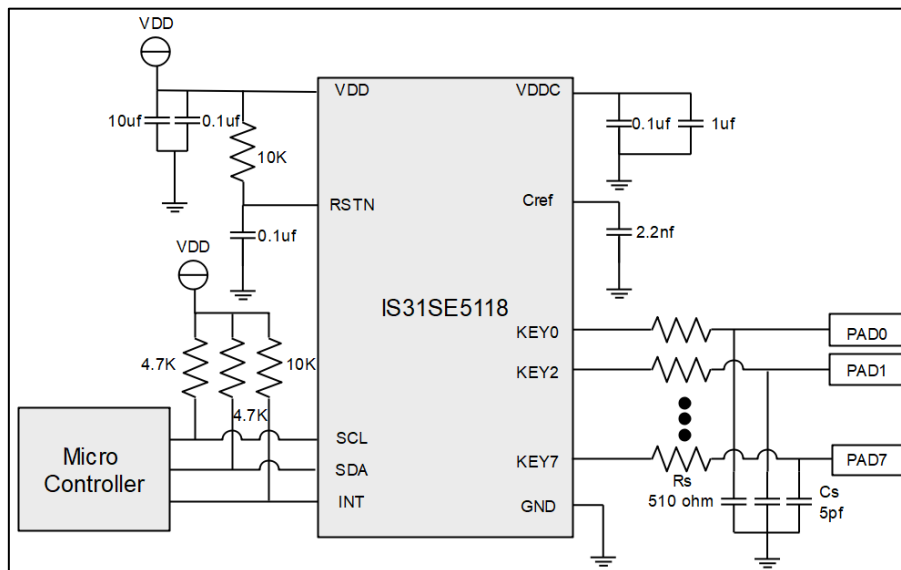 VDD
10uf
0.1uf
10K
0.1uf
VDD
4.7K
4.7K
10K
Micro
Controller
VDD
RSTN
SCL
SDA
INT
IS31SE5118
VDDC
Cref
KEY0
KEY2
KEY7
GND
0.1uf
1uf
2.2nf
Rs
510 ohm
Cs
5pf
PAD0
PAD1
PAD7